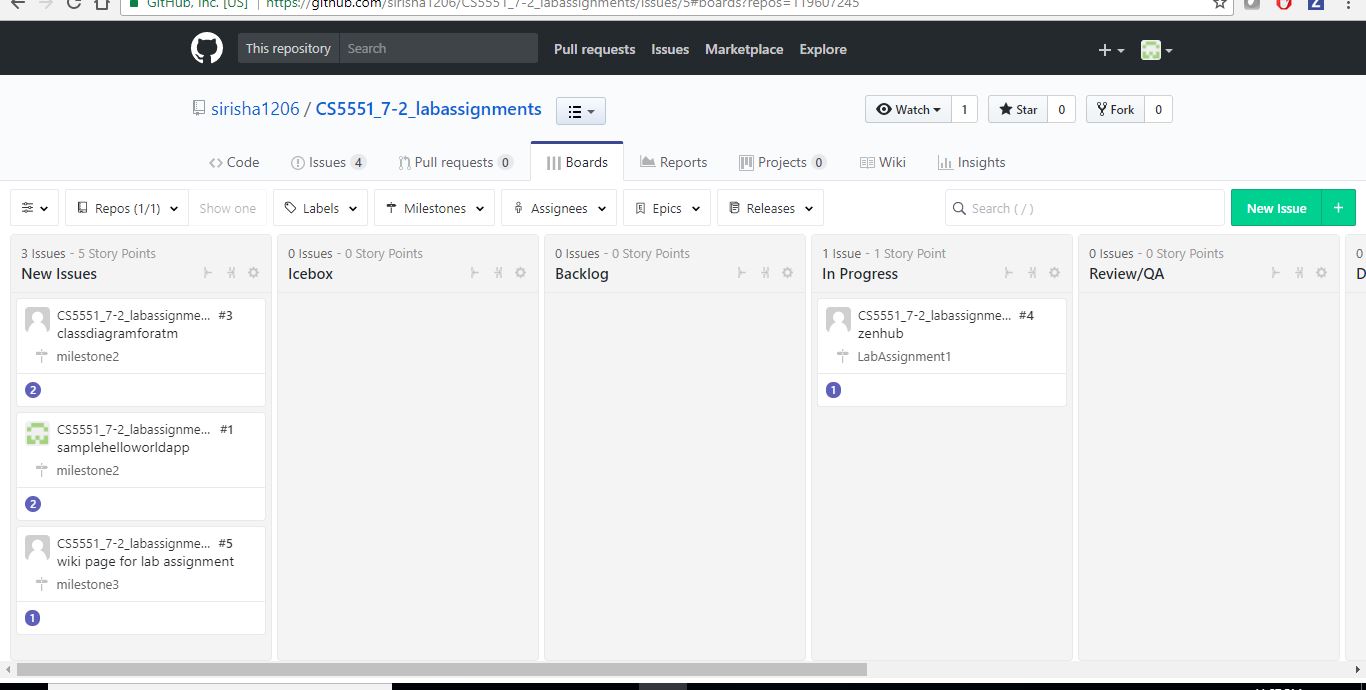 GitHub, Inc. [US] | https://github.com/sirisha1206/CS5551_7-2_labassignments/issues/5#boards?repos=119607245
This repository Search Pull requests Issues Marketplace Explore
sirisha1206 / CS5551_7-2_labassignments
Watch 1 Star 0 Fork 0
Code Issues 4 Pull requests 0 Boards Reports Projects 0 Wiki Insights
Repos (1/1) Show one Labels Milestones Assignees Epics Releases Search ( / ) New Issue +
3 Issues - 5 Story Points
New Issues
CS5551_7-2_labassignme... #3
classdiagramforatm
milestone2
2
CS5551_7-2_labassignme... #1
samplehelloworldapp
milestone2
2
CS5551_7-2_labassignme... #5
wiki page for lab assignment
milestone3
1
0 Issues - 0 Story Points
Icebox
0 Issues - 0 Story Points
Backlog
1 Issue - 1 Story Point
In Progress
CS5551_7-2_labassignme... #4
zenhub
LabAssignment1
1
0 Issues - 0 Story Points
Review/QA
0
D